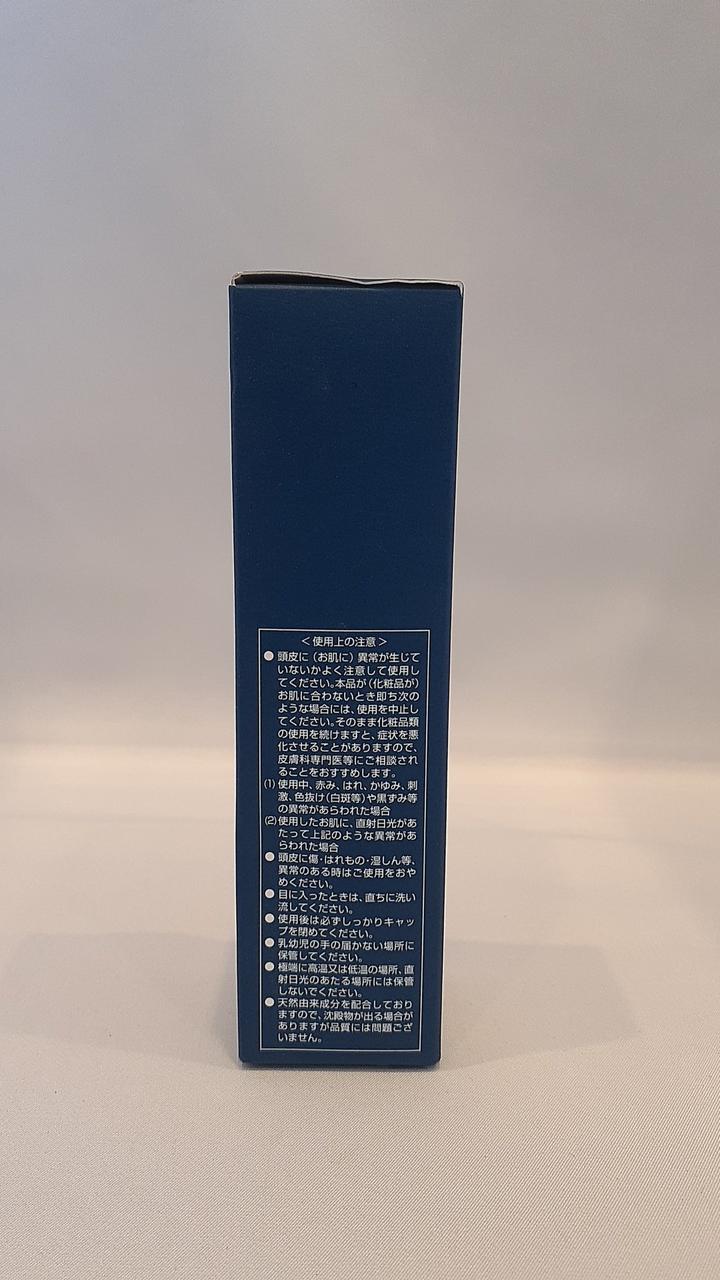 ＜使用上の注意＞
● 頭皮に（お肌に）異常が生じて
いないかよく注意して使用し
てください。本品が（化粧品が）
お肌に合わないとき即ち次の
ような場合には、使用を中止し
てください。そのまま化粧品類
の使用を続けますと、症状を悪
化させることがありますので、
皮膚科専門医等にご相談され
ることをおすすめします。
(1) 使用中、赤み、はれ、かゆみ、刺
激、色抜け（白斑等）や黒ずみ等
の異常があらわれた場合
(2) 使用したお肌に、直射日光があ
たって上記のような異常があ
らわれた場合
● 頭皮に傷・はれもの・湿しん等、
異常のある時はご使用をおや
めください。
● 目に入ったときは、直ちに洗い
流してください。
● 使用後は必ずしっかりキャッ
プを閉めてください。
● 乳幼児の手の届かない場所に
保管してください。
● 極端に高温又は低温の場所、直
射日光のあたる場所には保管
しないでください。
● 天然由来成分を配合しており
ますので、沈殿物が出る場合が
ありますが品質には問題ござ
いません。